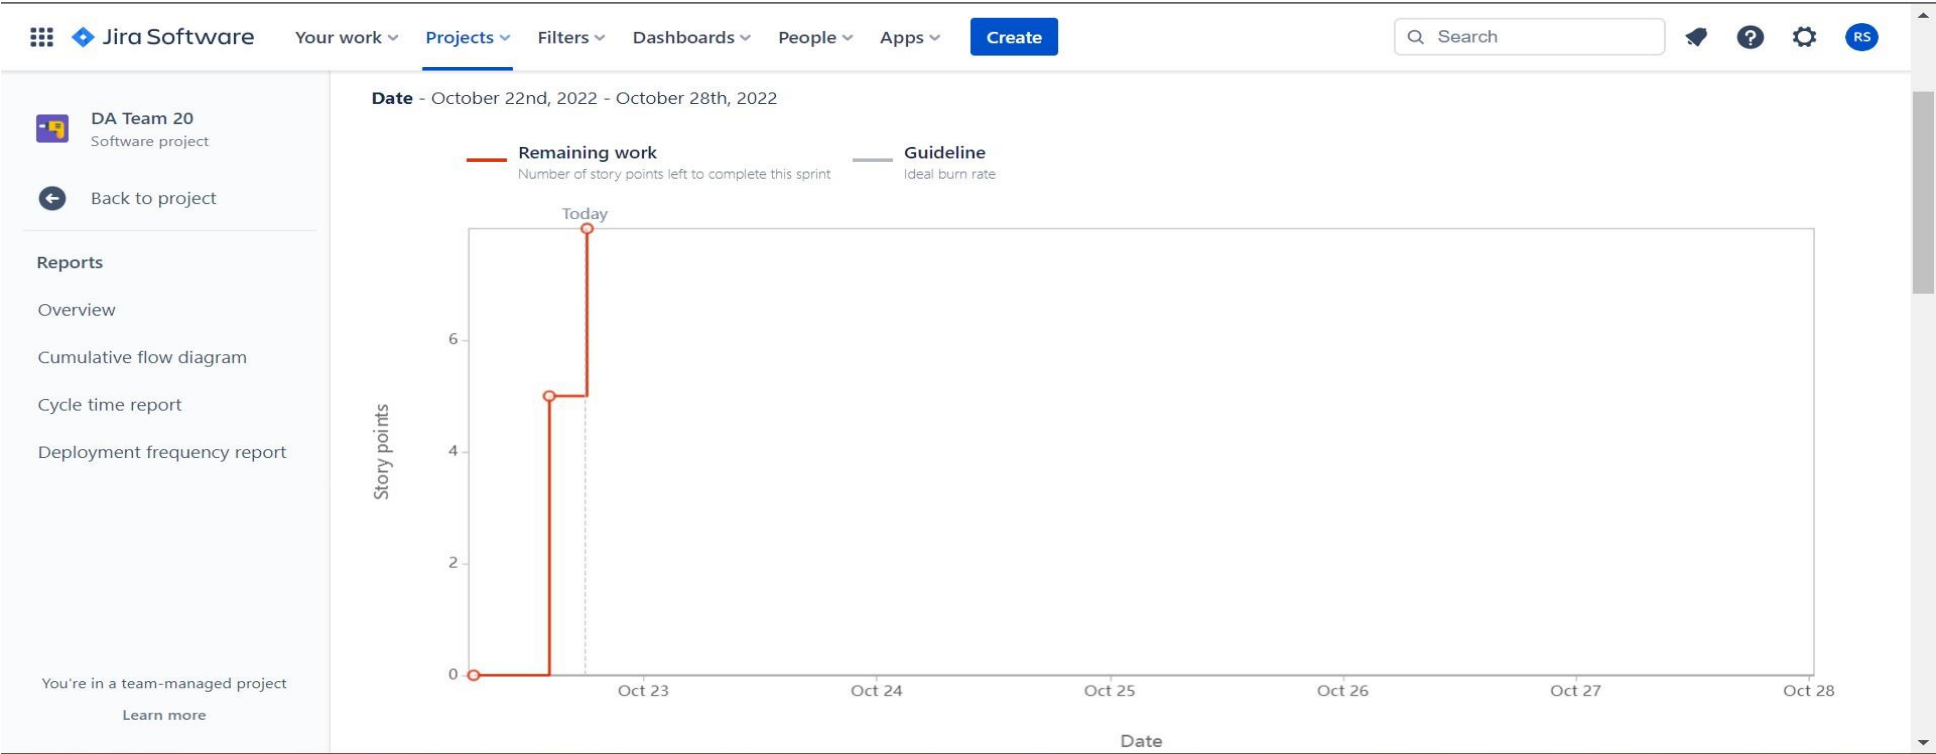 Jira Software Your work Projects Filters Dashboards People Apps Create Search RS
DA Team 20
Software project
Back to project
Reports
Overview
Cumulative flow diagram
Cycle time report
Deployment frequency report
You're in a team-managed project
Learn more
Date - October 22nd, 2022 - October 28th, 2022
Remaining work
Number of story points left to complete this sprint
Guideline
Ideal burn rate
Today
6
4
2
0
Story points
Oct 23 Oct 24 Oct 25 Oct 26 Oct 27 Oct 28
Date